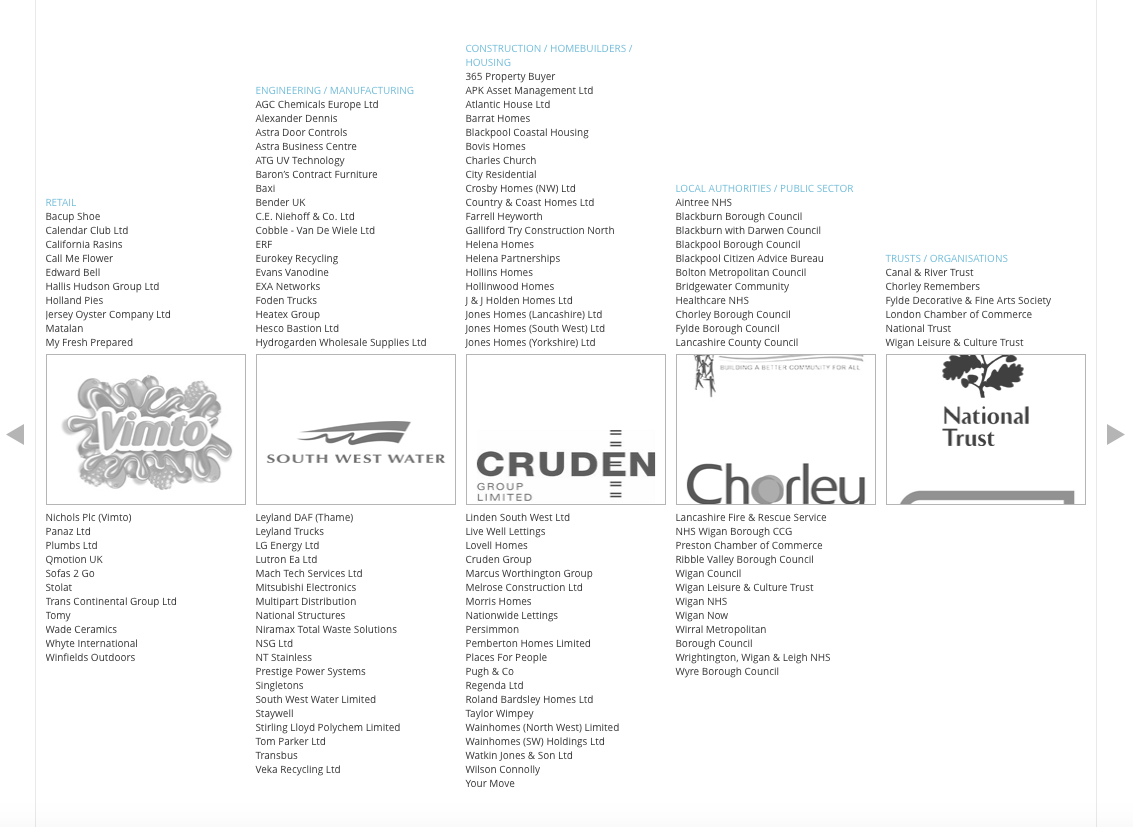 RETAIL
Bacup Shoe
Calendar Club Ltd
California Rasins
Call Me Flower
Edward Bell
Hallis Hudson Group Ltd
Holland Pies
Jersey Oyster Company Ltd
Matalan
My Fresh Prepared
Vimto
Nichols Plc (Vimto)
Panaz Ltd
Plumbs Ltd
Qmotion UK
Sofas 2 Go
Stolat
Trans Continental Group Ltd
Tomy
Wade Ceramics
Whyte International
Winfields Outdoors
ENGINEERING / MANUFACTURING
AGC Chemicals Europe Ltd
Alexander Dennis
Astra Door Controls
Astra Business Centre
ATG UV Technology
Baron's Contract Furniture
Baxi
Bender UK
C.E. Niehoff & Co. Ltd
Cobble - Van De Wiele Ltd
ERF
Eurokey Recycling
Evans Vanodine
EXA Networks
Foden Trucks
Heatex Group
Hesco Bastion Ltd
Hydrogarden Wholesale Supplies Ltd
SOUTH WEST WATER
Leyland DAF (Thame)
Leyland Trucks
LG Energy Ltd
Lutron Ea Ltd
Mach Tech Services Ltd
Mitsubishi Electronics
Multipart Distribution
National Structures
Niramax Total Waste Solutions
NSG Ltd
NT Stainless
Prestige Power Systems
Singletons
South West Water Limited
Staywell
Stirling Lloyd Polychem Limited
Tom Parker Ltd
Transbus
Veka Recycling Ltd
CONSTRUCTION / HOMEBUILDERS /
HOUSING
365 Property Buyer
APK Asset Management Ltd
Atlantic House Ltd
Barrat Homes
Blackpool Coastal Housing
Bovis Homes
Charles Church
City Residential
Crosby Homes (NW) Ltd
Country & Coast Homes Ltd
Farrell Heyworth
Galliford Try Construction North
Helena Homes
Helena Partnerships
Hollins Homes
Hollinwood Homes
J & J Holden Homes Ltd
Jones Homes (Lancashire) Ltd
Jones Homes (South West) Ltd
Jones Homes (Yorkshire) Ltd
CRUDEN
GROUP
LIMITED
Linden South West Ltd
Live Well Lettings
Lovell Homes
Cruden Group
Marcus Worthington Group
Melrose Construction Ltd
Morris Homes
Nationwide Lettings
Persimmon
Pemberton Homes Limited
Places For People
Pugh & Co
Regenda Ltd
Roland Bardsley Homes Ltd
Taylor Wimpey
Wainhomes (North West) Limited
Wainhomes (SW) Holdings Ltd
Watkin Jones & Son Ltd
Wilson Connolly
Your Move
LOCAL AUTHORITIES / PUBLIC SECTOR
Aintree NHS
Blackburn Borough Council
Blackburn with Darwen Council
Blackpool Borough Council
Blackpool Citizen Advice Bureau
Bolton Metropolitan Council
Bridgewater Community
Healthcare NHS
Chorley Borough Council
Fylde Borough Council
Lancashire County Council
BUILDING A BETTER COMMUNITY FOR ALL
Chorley
Lancashire Fire & Rescue Service
NHS Wigan Borough CCG
Preston Chamber of Commerce
Ribble Valley Borough Council
Wigan Council
Wigan Leisure & Culture Trust
Wigan NHS
Wigan Now
Wirral Metropolitan
Borough Council
Wrightington, Wigan & Leigh NHS
Wyre Borough Council
TRUSTS / ORGANISATIONS
Canal & River Trust
Chorley Remembers
Fylde Decorative & Fine Arts Society
London Chamber of Commerce
National Trust
Wigan Leisure & Culture Trust
National
Trust